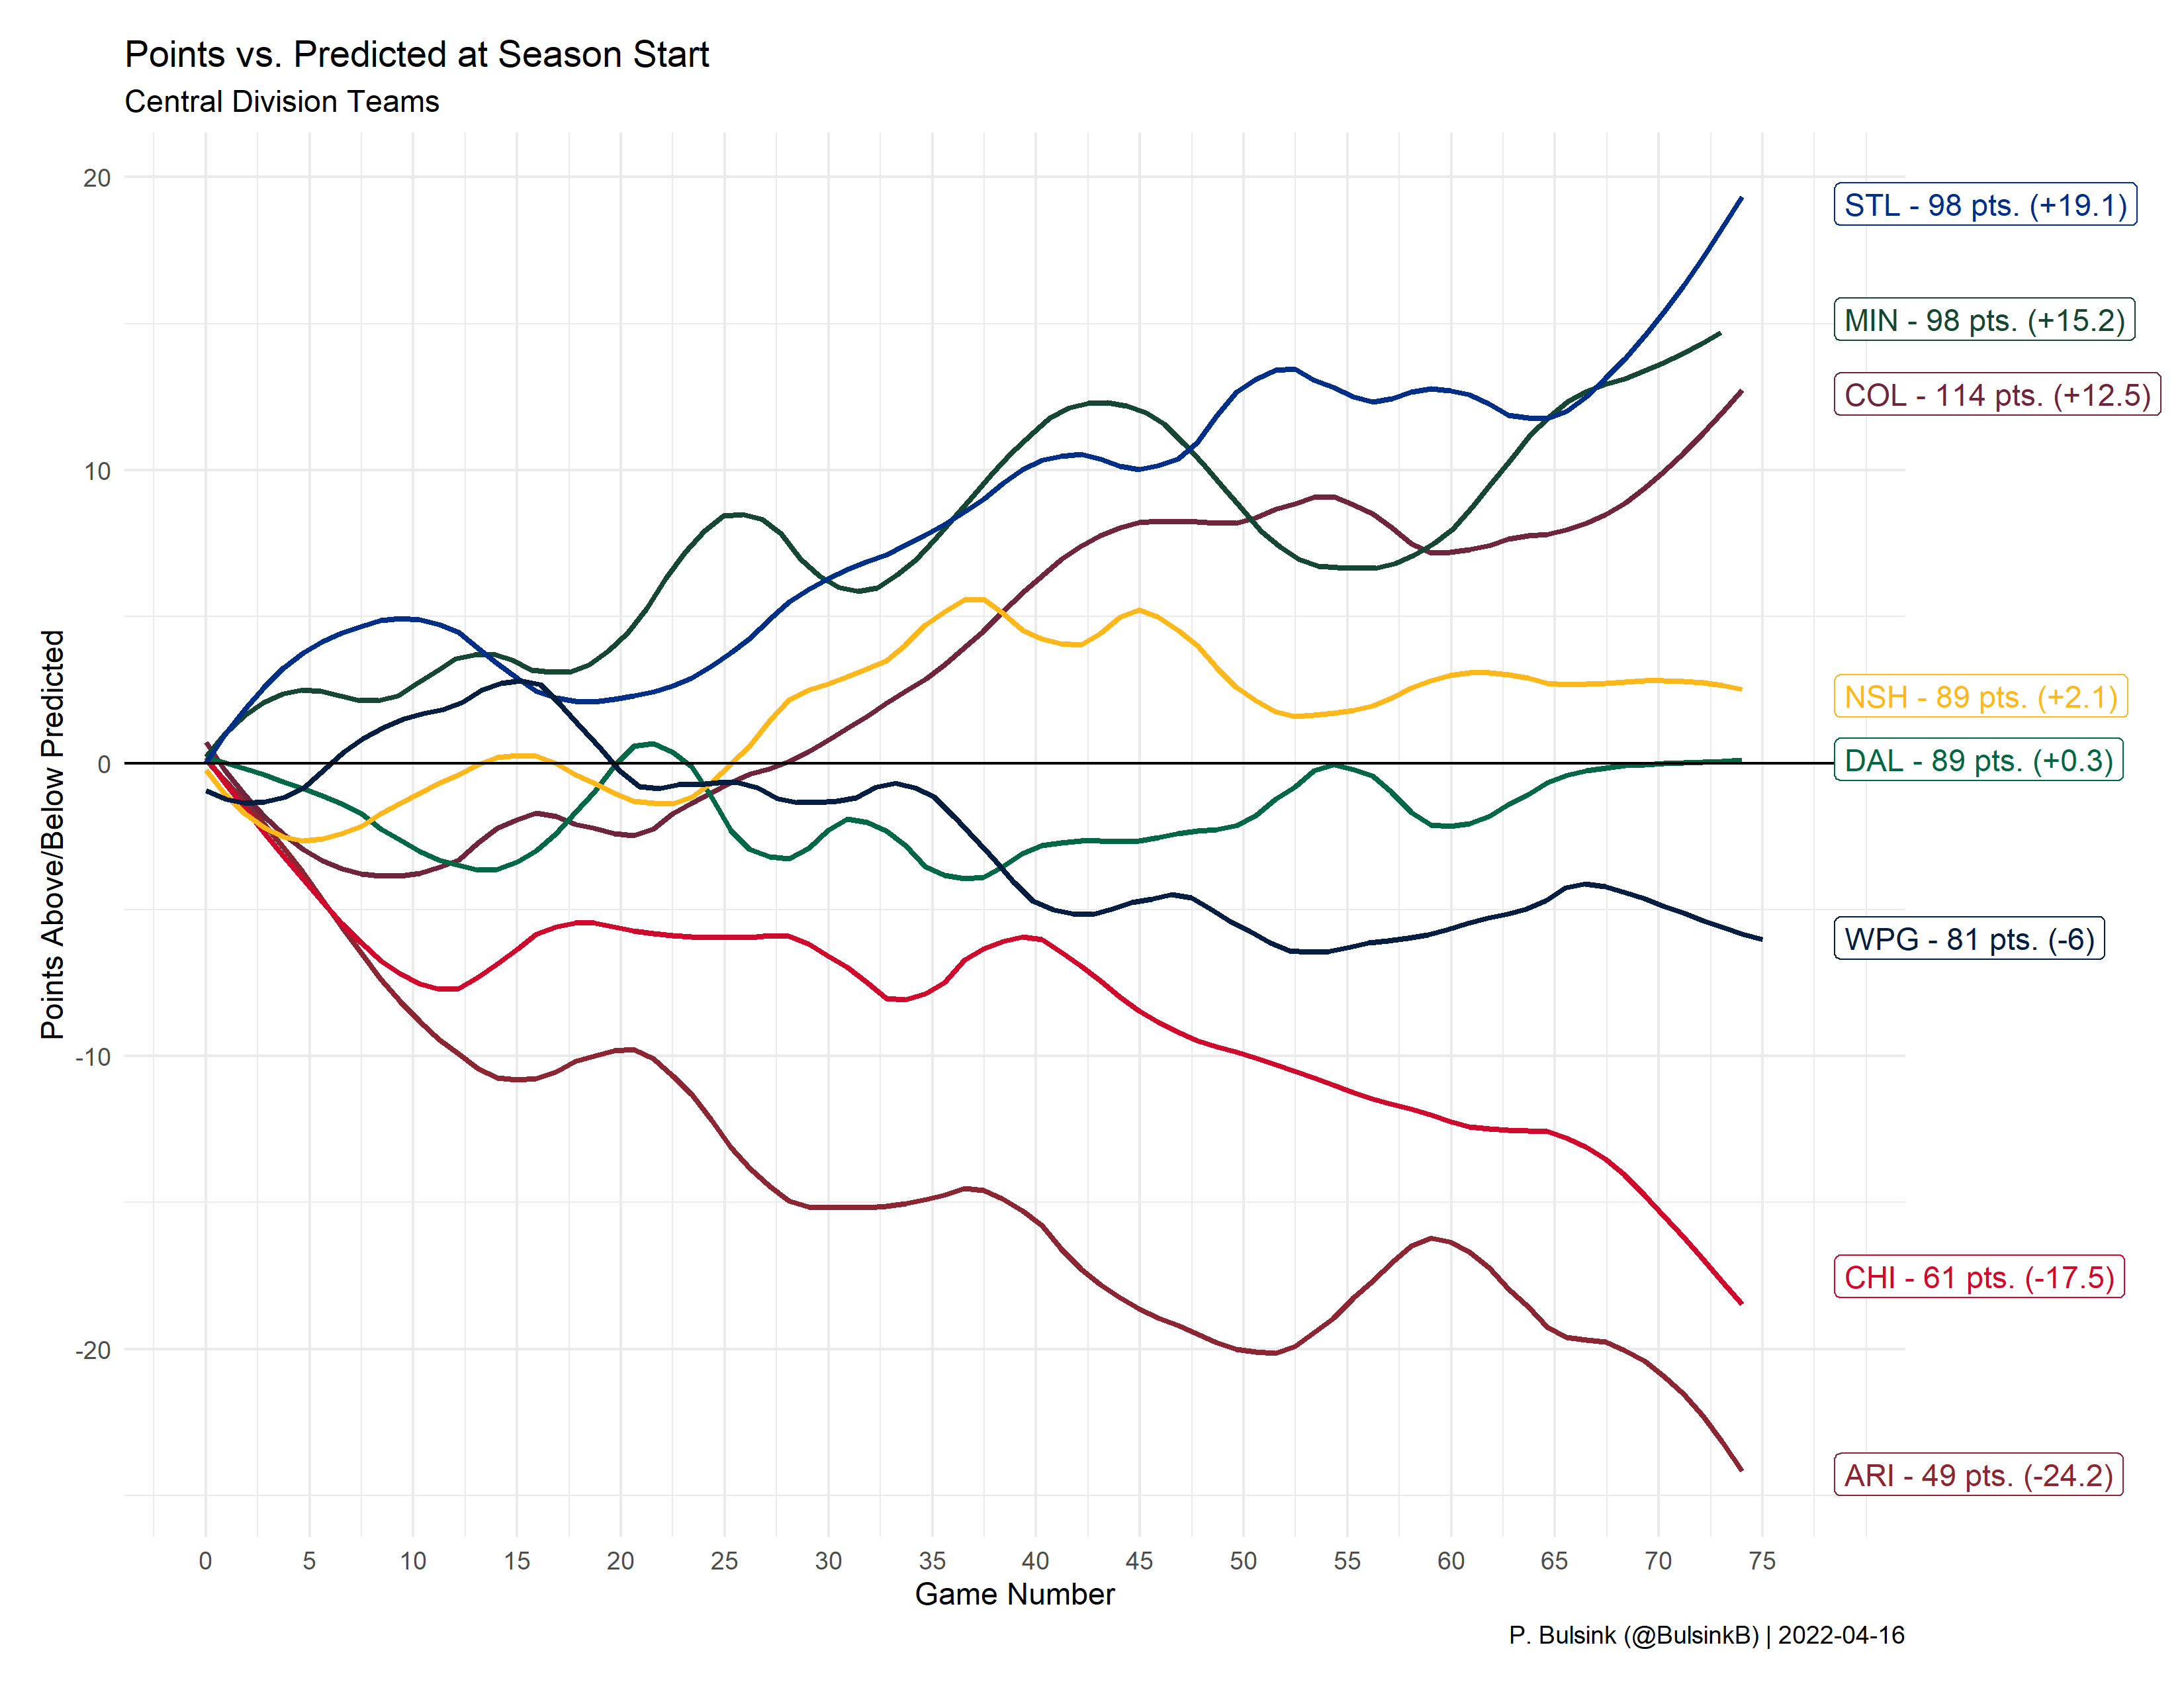 Points vs. Predicted at Season Start
Central Division Teams
Points Above/Below Predicted
20
10
0
-10
-20
STL - 98 pts. (+19.1)
MIN - 98 pts. (+15.2)
COL - 114 pts. (+12.5)
NSH - 89 pts. (+2.1)
DAL - 89 pts. (+0.3)
WPG - 81 pts. (-6)
CHI - 61 pts. (-17.5)
ARI - 49 pts. (-24.2)
0 5 10 15 20 25 30 35 40 45 50 55 60 65 70 75
Game Number
P. Bulsink (@BulsinkB) | 2022-04-16